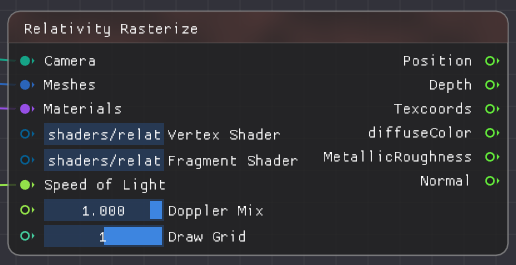 Relativity Rasterize
Camera Position
Meshes Depth
Materials Texcoords
shaders/relat Vertex Shader diffuseColor
shaders/relat Fragment Shader MetallicRoughness
Speed of Light Normal
1.000 Doppler Mix
1 Draw Grid